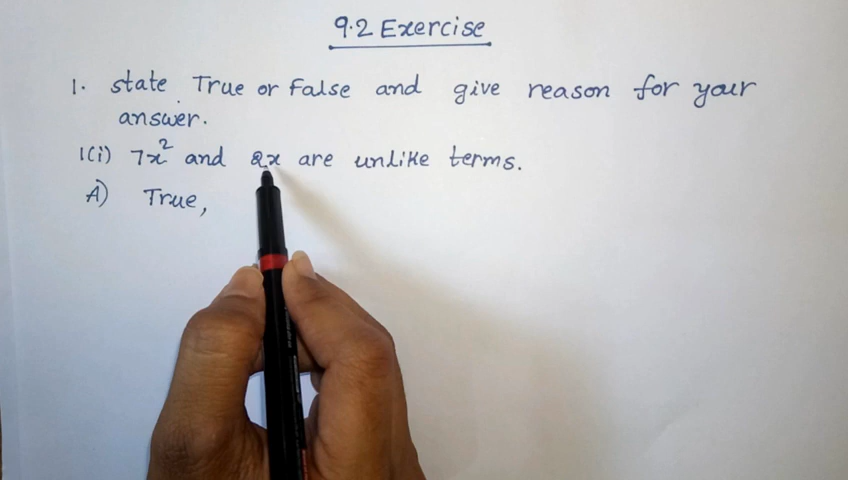 9.2 Exercise
1. state True or False and give reason for your
answer.
1(i) 7x² and 2x are unlike terms.
A) True,